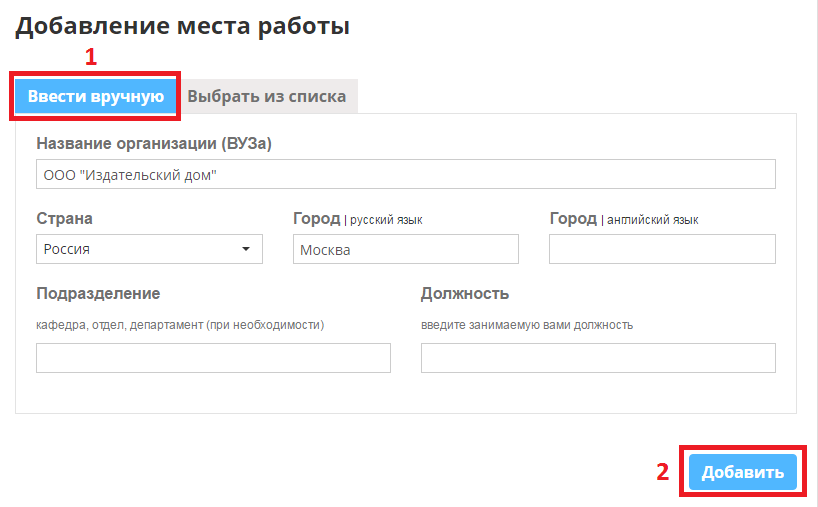 Добавление места работы
1
Ввести вручную Выбрать из списка
Название организации (ВУЗа)
ООО "Издательский дом"
Страна Город | русский язык Город | английский язык
Россия Москва
Подразделение Должность
кафедра, отдел, департамент (при необходимости) введите занимаемую вами должность
2 Добавить